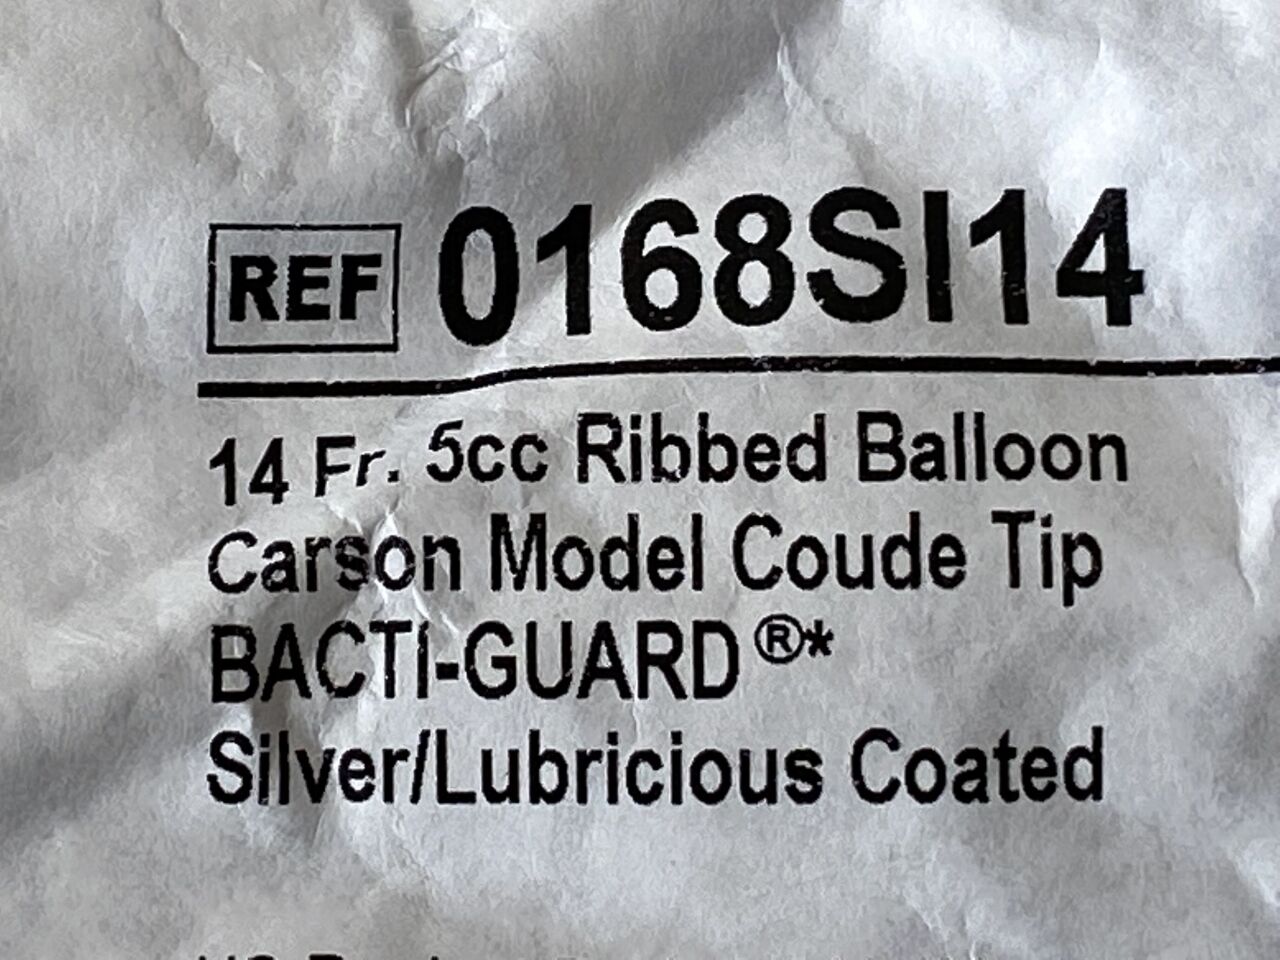 REF 0168SI14
14 Fr. 5cc Ribbed Balloon
Carson Model Coude Tip
BACTI-GUARD®*
Silver/Lubricious Coated